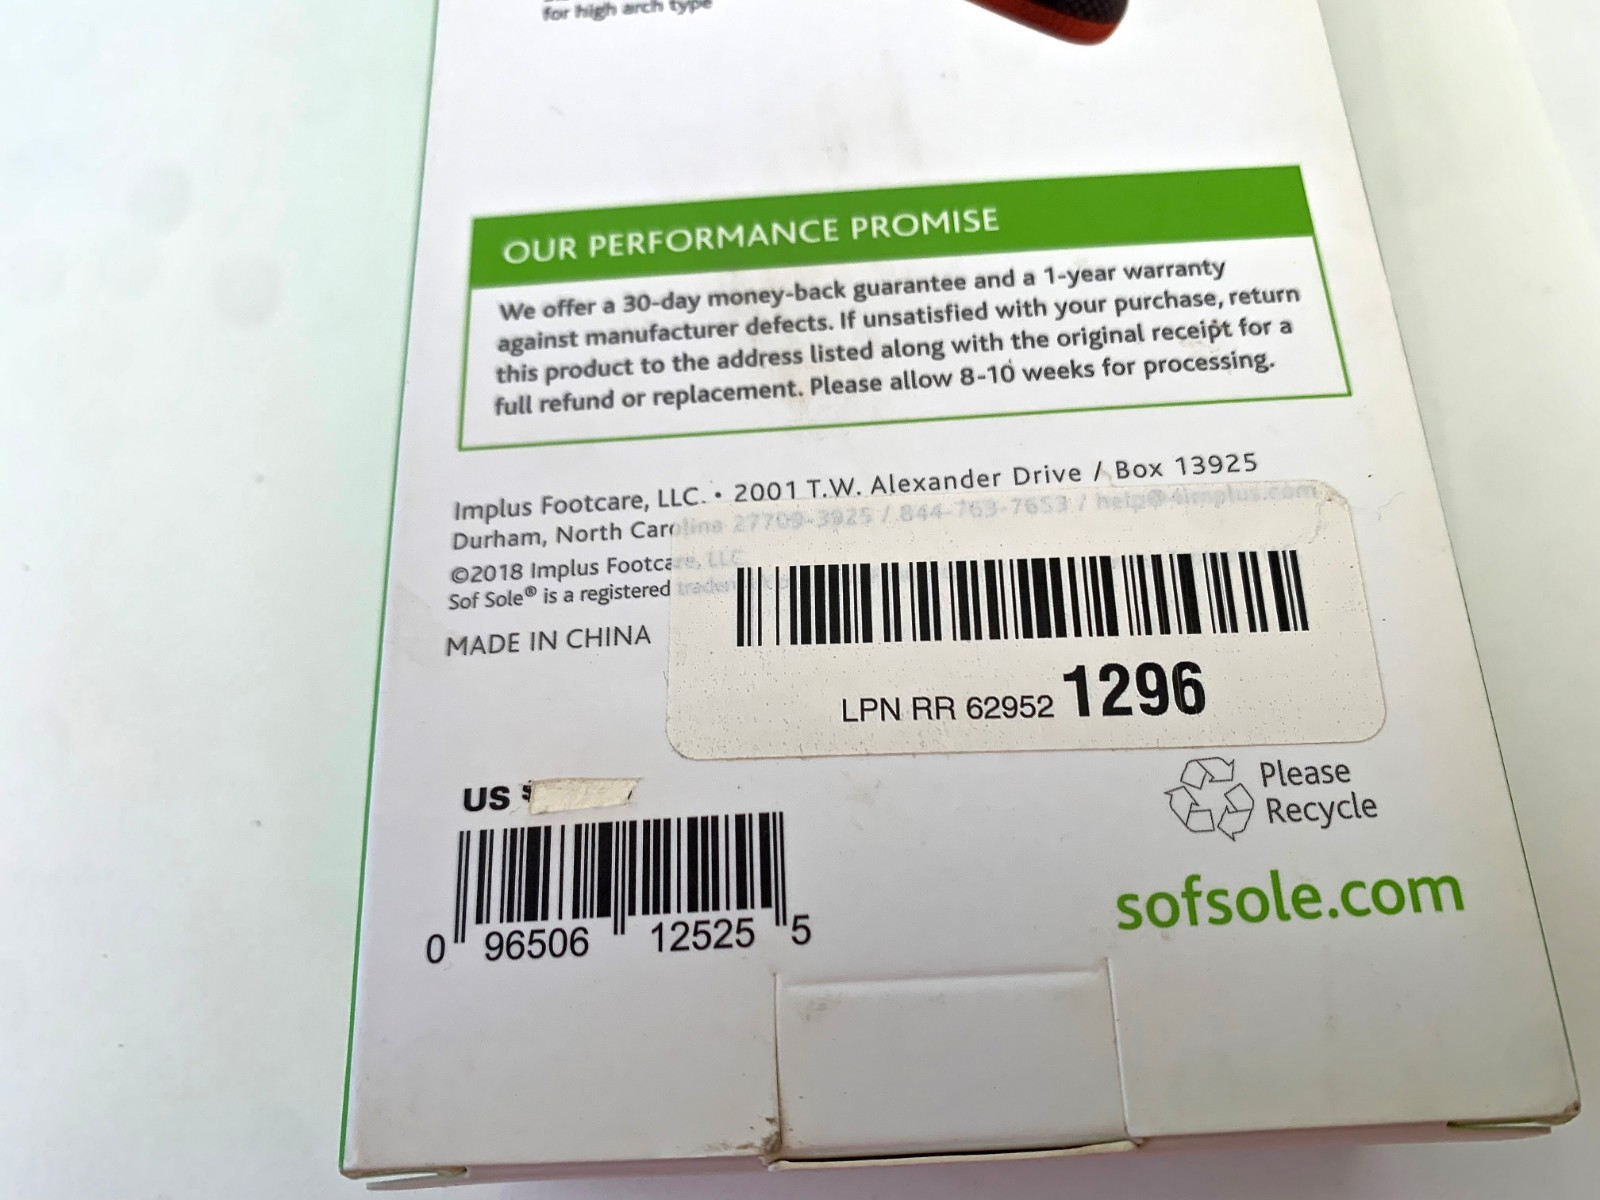 for high arch type
OUR PERFORMANCE PROMISE
We offer a 30-day money-back guarantee and a 1-year warranty
against manufacturer defects. If unsatisfied with your purchase, return
this product to the address listed along with the original receipt for a
full refund or replacement. Please allow 8-10 weeks for processing.
Implus Footcare, LLC. • 2001 T.W. Alexander Drive / Box 13925
Durham, North Carolina 27709-3925 / 844-763-7653 / help@4implus.com
©2018 Implus Footcare, LLC
Sof Sole® is a registered
MADE IN CHINA
LPN RR 62952 1296
US $
Please
Recycle
0 96506 12525 5
sofsole.com